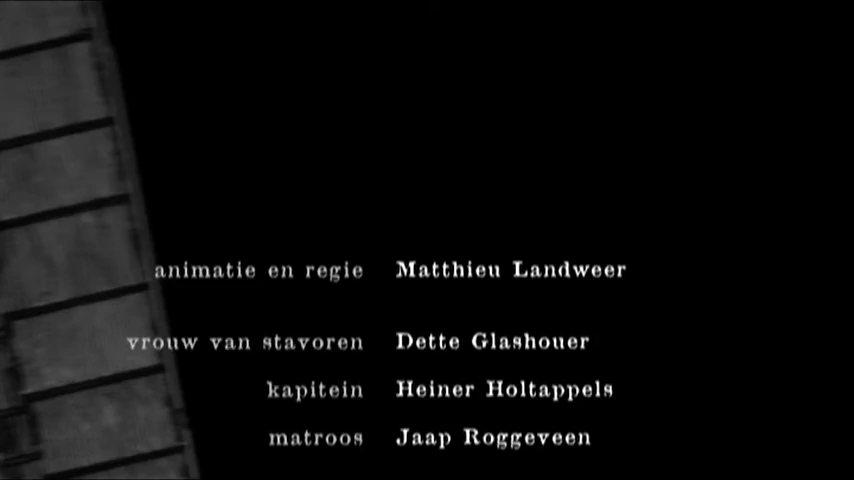 animatie en regie Matthieu Landweer
vrouw van stavoren Dette Glashouer
kapitein Heiner Holtappels
matroos Jaap Roggeveen